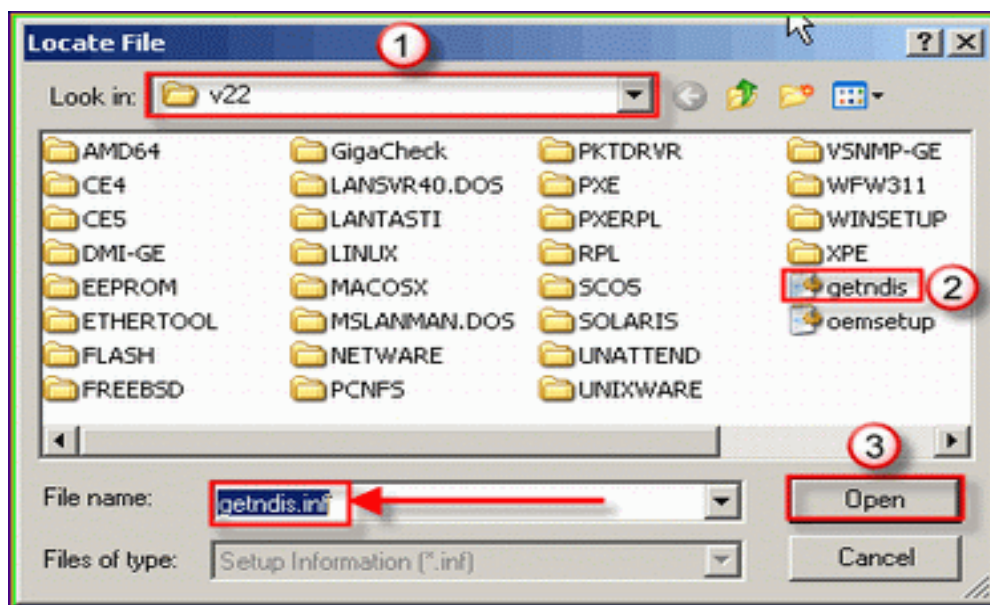 Locate File
1
Look in: v22
AMD64 GigaCheck PKTDRVR VSNMP-GE
CE4 LANSVR40.DOS PXE WFW311
CE5 LANTASTI PXERPL WINSETUP
DMI-GE LINUX RPL XPE
EEPROM MACOSX SCO5 getndis 2
ETHERTOOL MSLANMAN.DOS SOLARIS oemsetup
FLASH NETWARE UNATTEND
FREEBSD PCNFS UNIXWARE
3
File name: getndis.inf Open
Files of type: Setup Information (*.inf) Cancel